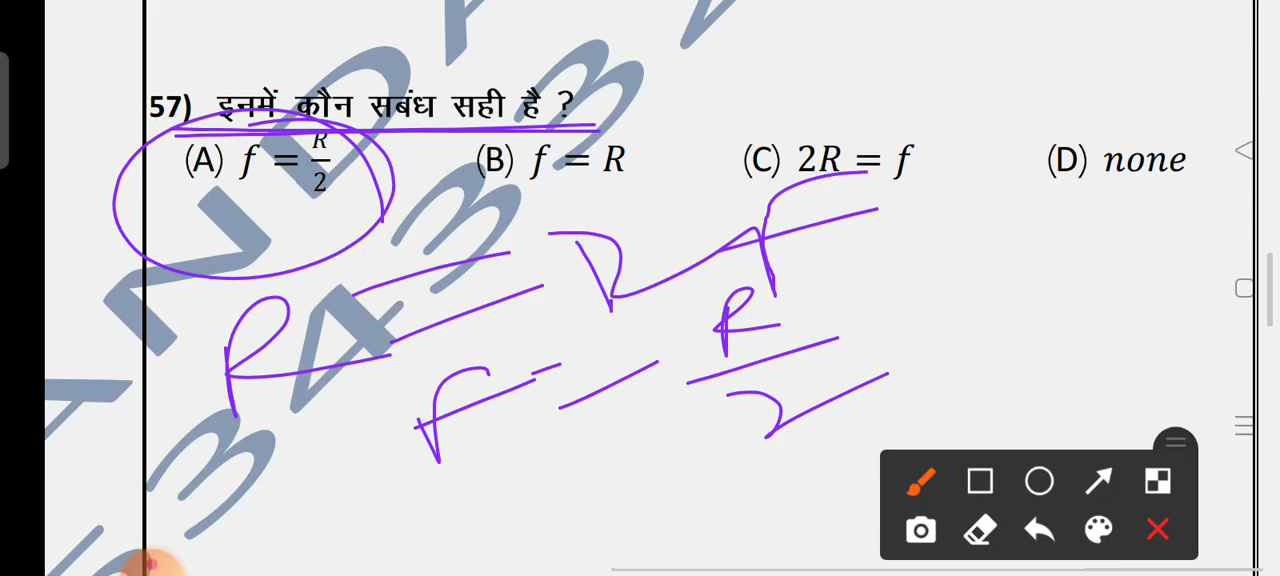 57) इनमें कौन सबंध सही है ?
(A) f = R/2 (B) f = R (C) 2R = f (D) none
R = 2f
f = R/2